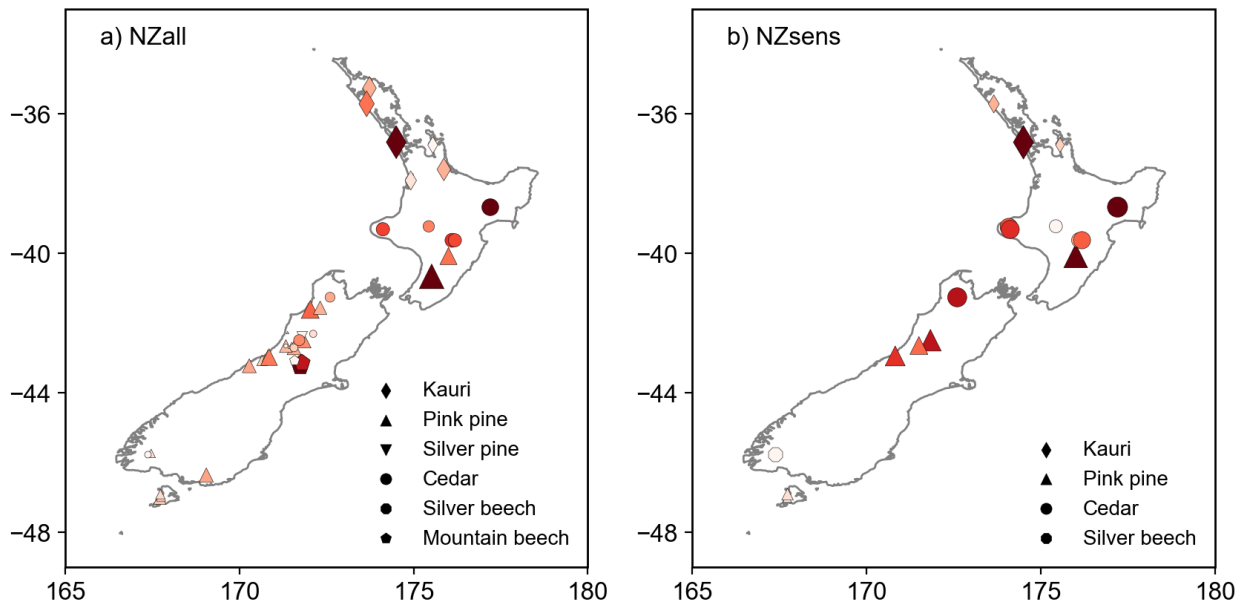 a) NZall
−36
−40
−44
−48
Kauri
Pink pine
Silver pine
Cedar
Silver beech
Mountain beech
165
170
175
180
b) NZsens
−36
−40
−44
−48
Kauri
Pink pine
Cedar
Silver beech
165
170
175
180